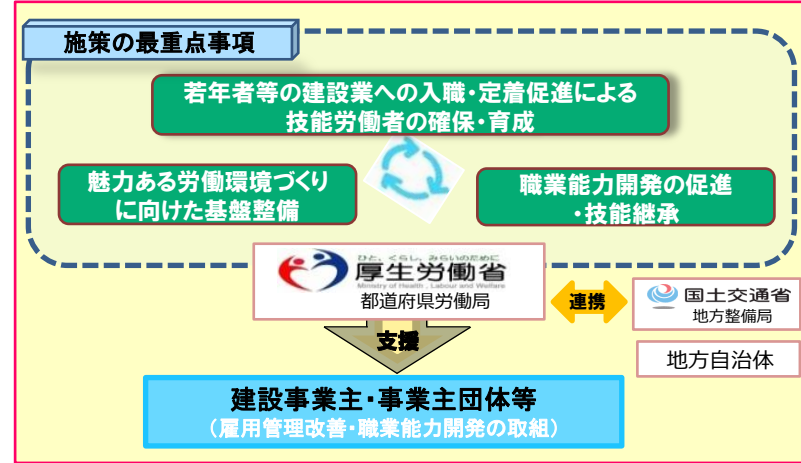 施策の最重点事項
若年者等の建設業への入職・定着促進による
技能労働者の確保・育成
魅力ある労働環境づくり
に向けた基盤整備
職業能力開発の促進
・技能継承
ひと、くらし、みらいのために
厚生労働省
Ministry of Health, Labour and Welfare
都道府県労働局
連携
国土交通省
地方整備局
地方自治体
支援
建設事業主・事業主団体等
(雇用管理改善・職業能力開発の取組)